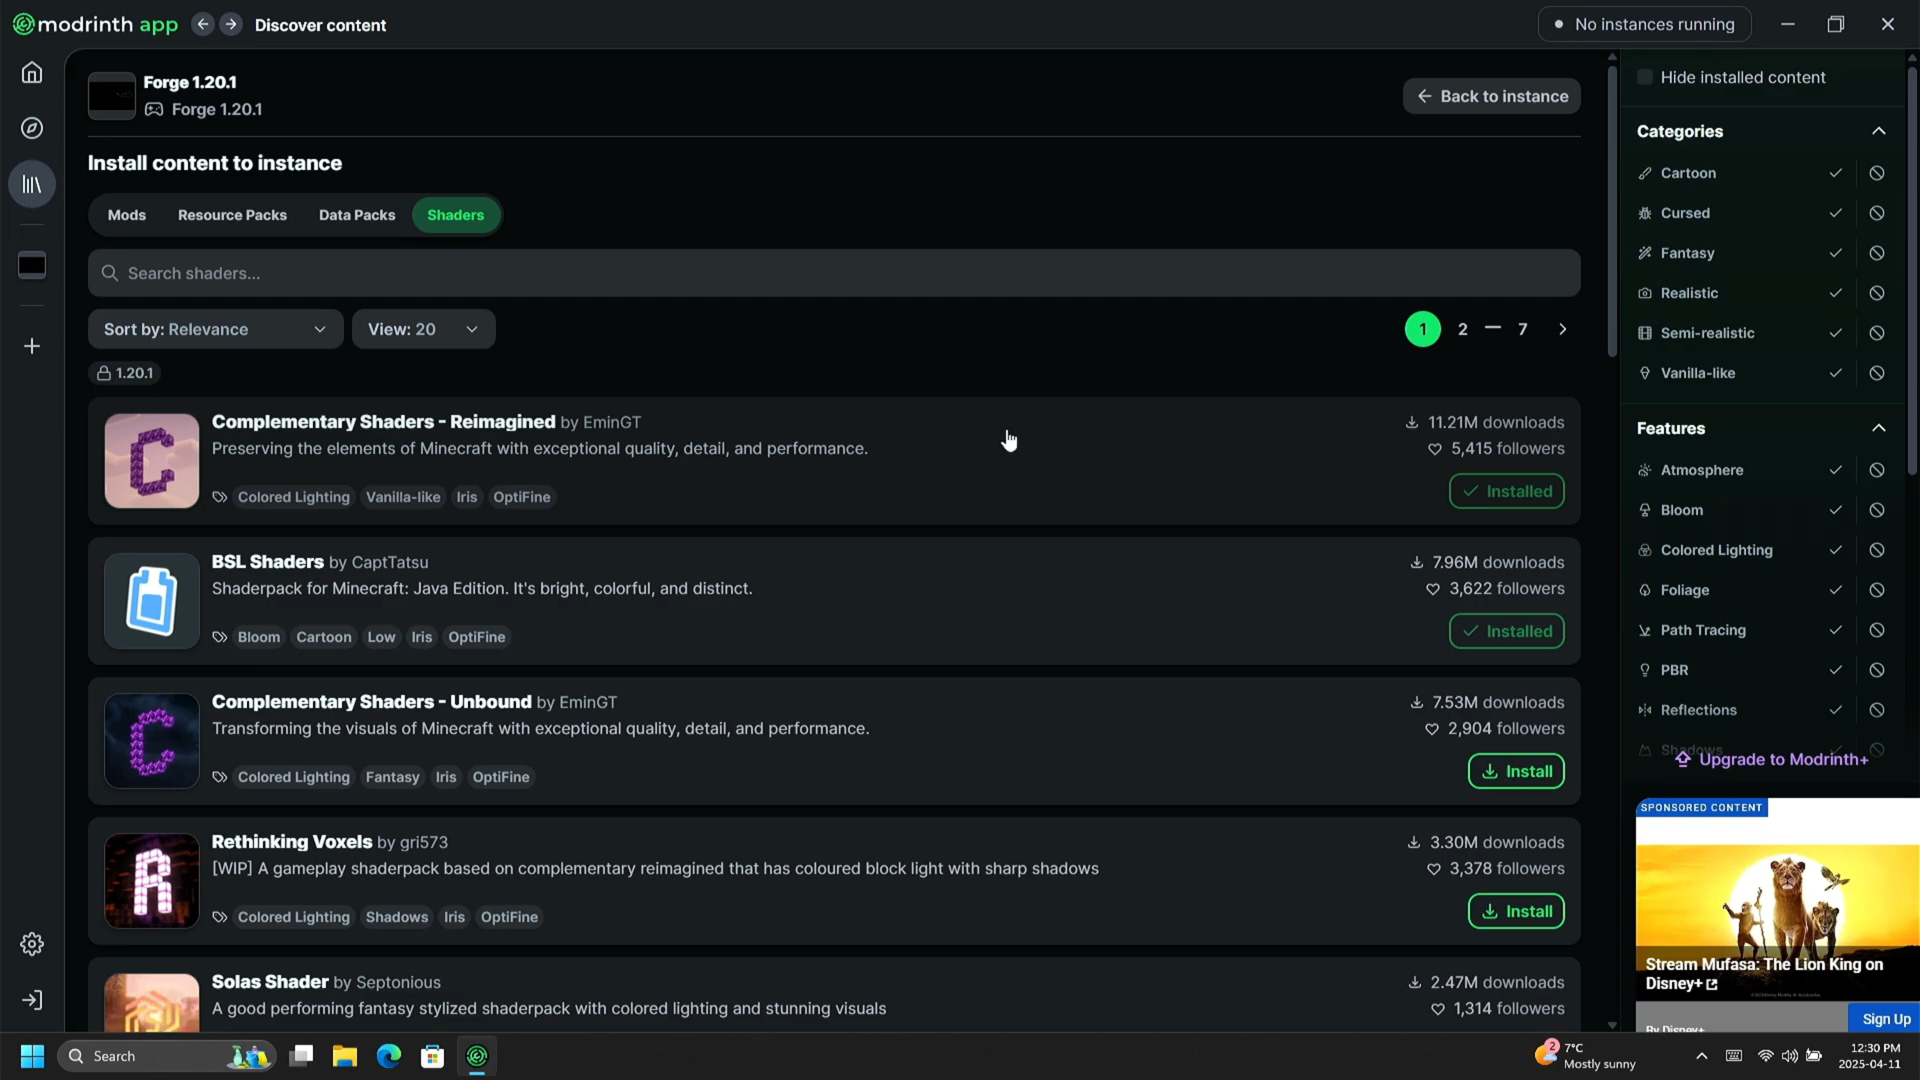 modrinth app
Discover content
No instances running
Forge 1.20.1
Forge 1.20.1
Back to instance
Install content to instance
Mods
Resource Packs
Data Packs
Shaders
Search shaders...
Sort by: Relevance
View: 20
1
2
7
1.20.1
Complementary Shaders - Reimagined by EminGT
Preserving the elements of Minecraft with exceptional quality, detail, and performance.
Colored Lighting
Vanilla-like
Iris
OptiFine
11.21M downloads
5,415 followers
Installed
BSL Shaders by CaptTatsu
Shaderpack for Minecraft: Java Edition. It's bright, colorful, and distinct.
Bloom
Cartoon
Low
Iris
OptiFine
7.96M downloads
3,622 followers
Installed
Complementary Shaders - Unbound by EminGT
Transforming the visuals of Minecraft with exceptional quality, detail, and performance.
Colored Lighting
Fantasy
Iris
OptiFine
7.53M downloads
2,904 followers
Install
Rethinking Voxels by gri573
[WIP] A gameplay shaderpack based on complementary reimagined that has coloured block light with sharp shadows
Colored Lighting
Shadows
Iris
OptiFine
3.30M downloads
3,378 followers
Install
Solas Shader by Septonious
A good performing fantasy stylized shaderpack with colored lighting and stunning visuals
2.47M downloads
1,314 followers
Hide installed content
Categories
Cartoon
Cursed
Fantasy
Realistic
Semi-realistic
Vanilla-like
Features
Atmosphere
Bloom
Colored Lighting
Foliage
Path Tracing
PBR
Reflections
Shadows
Upgrade to Modrinth+
SPONSORED CONTENT
Stream Mufasa: The Lion King on
Disney+
By Disney+
Sign Up
Search
2
7°C
Mostly sunny
12:30 PM
2025-04-11